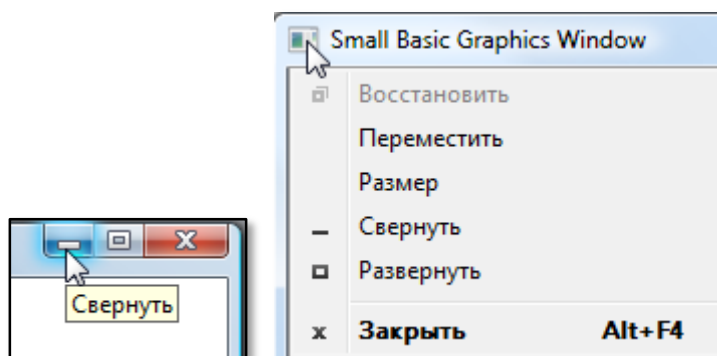 Small Basic Graphics Window
Восстановить
Переместить
Размер
Свернуть
Развернуть
Закрыть Alt+F4
Свернуть